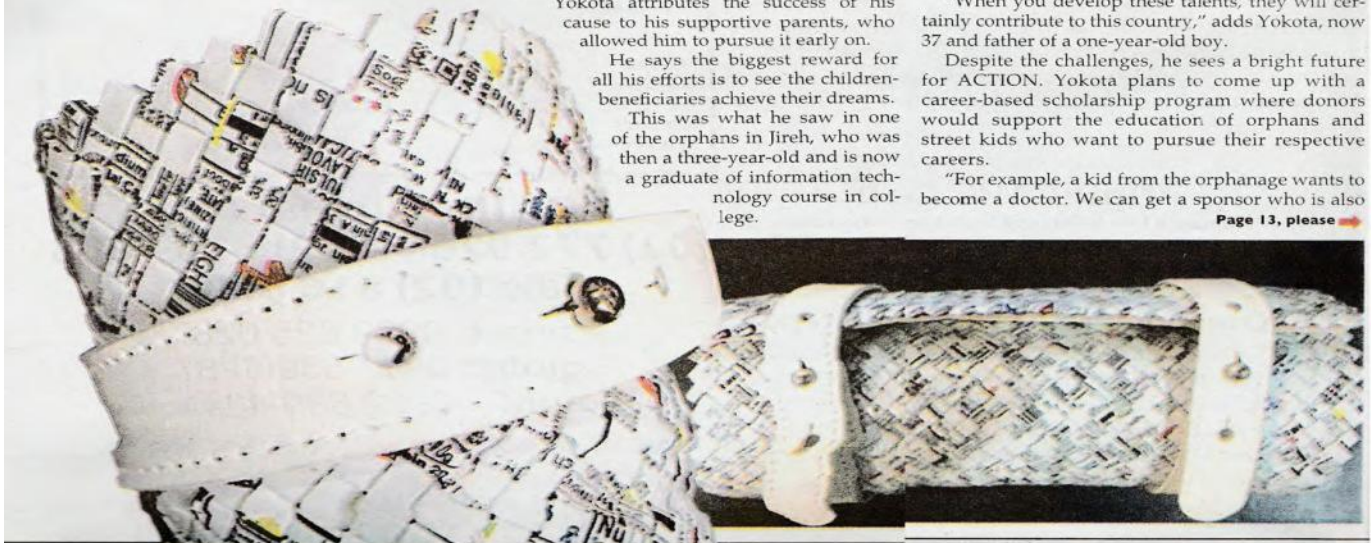 Yokota attributes the success of his
cause to his supportive parents, who
allowed him to pursue it early on.
He says the biggest reward for
all his efforts is to see the children-
beneficiaries achieve their dreams.
This was what he saw in one
of the orphans in Jireh, who was
then a three-year-old and is now
a graduate of information tech-
nology course in col-
lege.
"When you develop these talents, they will cer-
tainly contribute to this country," adds Yokota, now
37 and father of a one-year-old boy.
Despite the challenges, he sees a bright future
for ACTION. Yokota plans to come up with a
career-based scholarship program where donors
would support the education of orphans and
street kids who want to pursue their respective
careers.
"For example, a kid from the orphanage wants to
become a doctor. We can get a sponsor who is also
Page 13, please
EIGHT